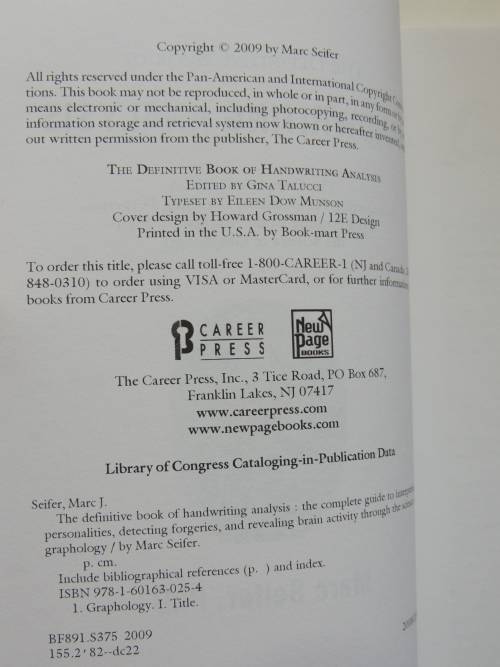 Copyright © 2009 by Marc Seifer
All rights reserved under the Pan-American and International Copyright
tions. This book may not be reproduced, in whole or in part, in any form or
means electronic or mechanical, including photocopying, recording, or
information storage and retrieval system now known or hereafter invented,
out written permission from the publisher, The Career Press.
THE DEFINITIVE BOOK OF HANDWRITING ANALYSIS
EDITED BY GINA TALUCCI
TYPESET BY EILEEN DOW MUNSON
Cover design by Howard Grossman / 12E Design
Printed in the U.S.A. by Book-mart Press
To order this title, please call toll-free 1-800-CAREER-1 (NJ and Canada:
848-0310) to order using VISA or MasterCard, or for further information
books from Career Press.
CAREER
PRESS
New
Page
BOOKS
The Career Press, Inc., 3 Tice Road, PO Box 687,
Franklin Lakes, NJ 07417
www.careerpress.com
www.newpagebooks.com
Library of Congress Cataloging-in-Publication Data
Seifer, Marc J.
The definitive book of handwriting analysis : the complete guide to
personalities, detecting forgeries, and revealing brain activity through the
graphology / by Marc Seifer.
p. cm.
Include bibliographical references (p. ) and index.
ISBN 978-1-60163-025-4
1. Graphology. I. Title.
BF891.S375 2009
155.2'82--dc22